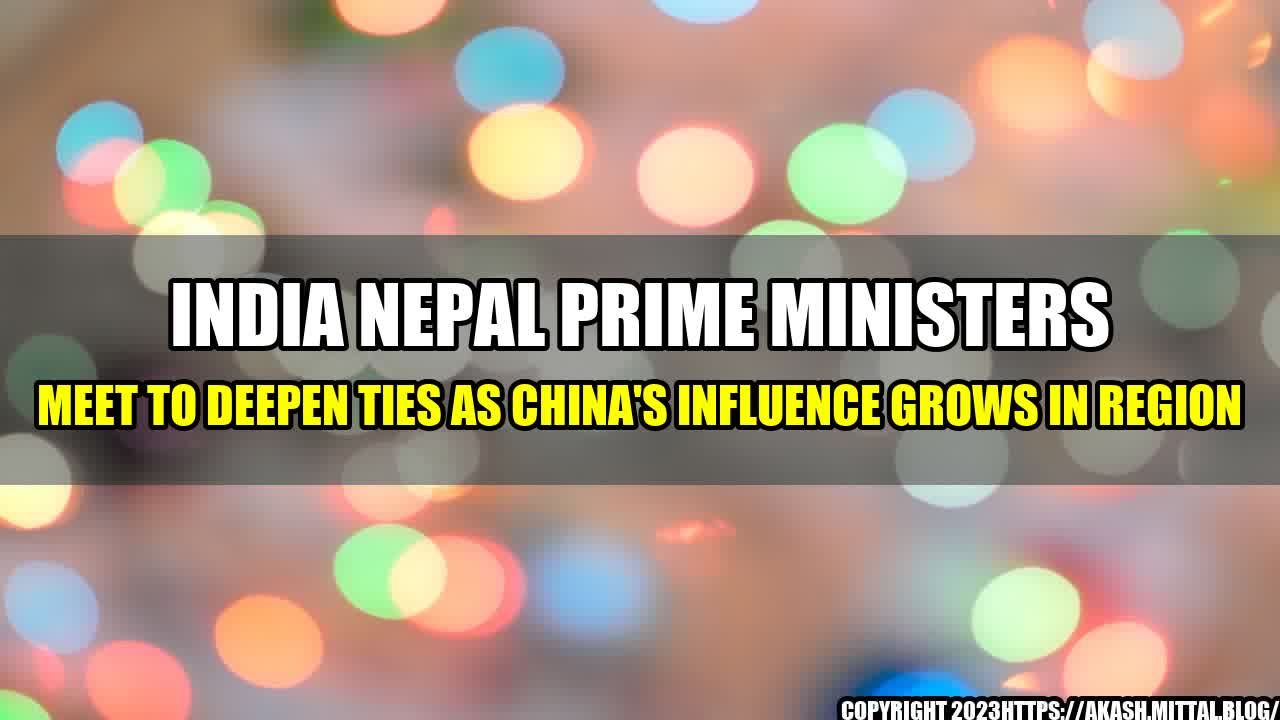 INDIA NEPAL PRIME MINISTERS
MEET TO DEEPEN TIES AS CHINA'S INFLUENCE GROWS IN REGION
COPYRIGHT 2023HTTPS://AKASH.MITTAL.BLOG/